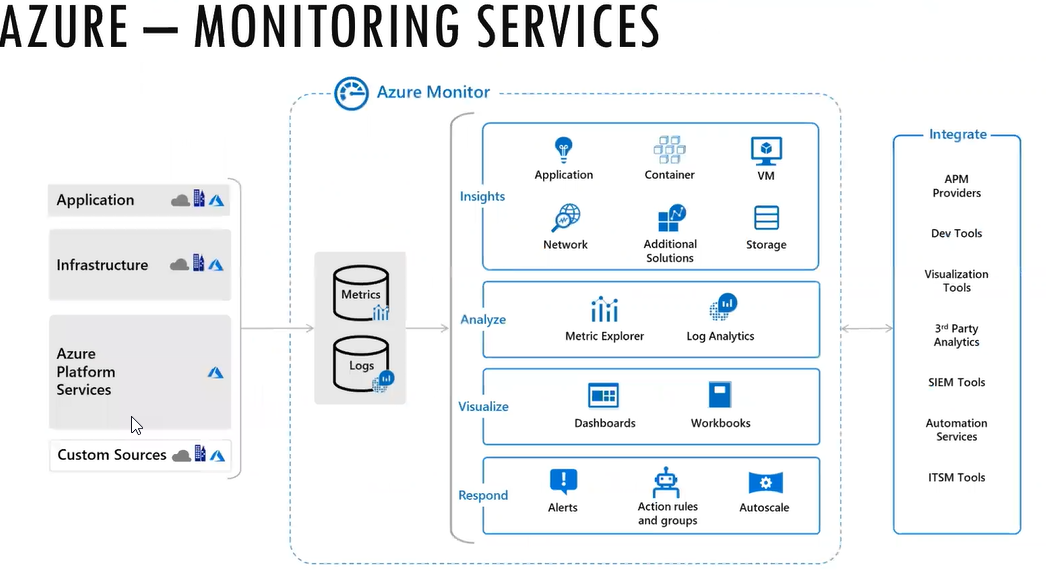 AZURE – MONITORING SERVICES
Azure Monitor
Application
Infrastructure
Azure
Platform
Services
Custom Sources
Metrics
Logs
Insights
Application
Container
VM
Network
Additional
Solutions
Storage
Analyze
Metric Explorer
Log Analytics
Visualize
Dashboards
Workbooks
Respond
Alerts
Action rules
and groups
Autoscale
Integrate
APM
Providers
Dev Tools
Visualization
Tools
3rd Party
Analytics
SIEM Tools
Automation
Services
ITSM Tools